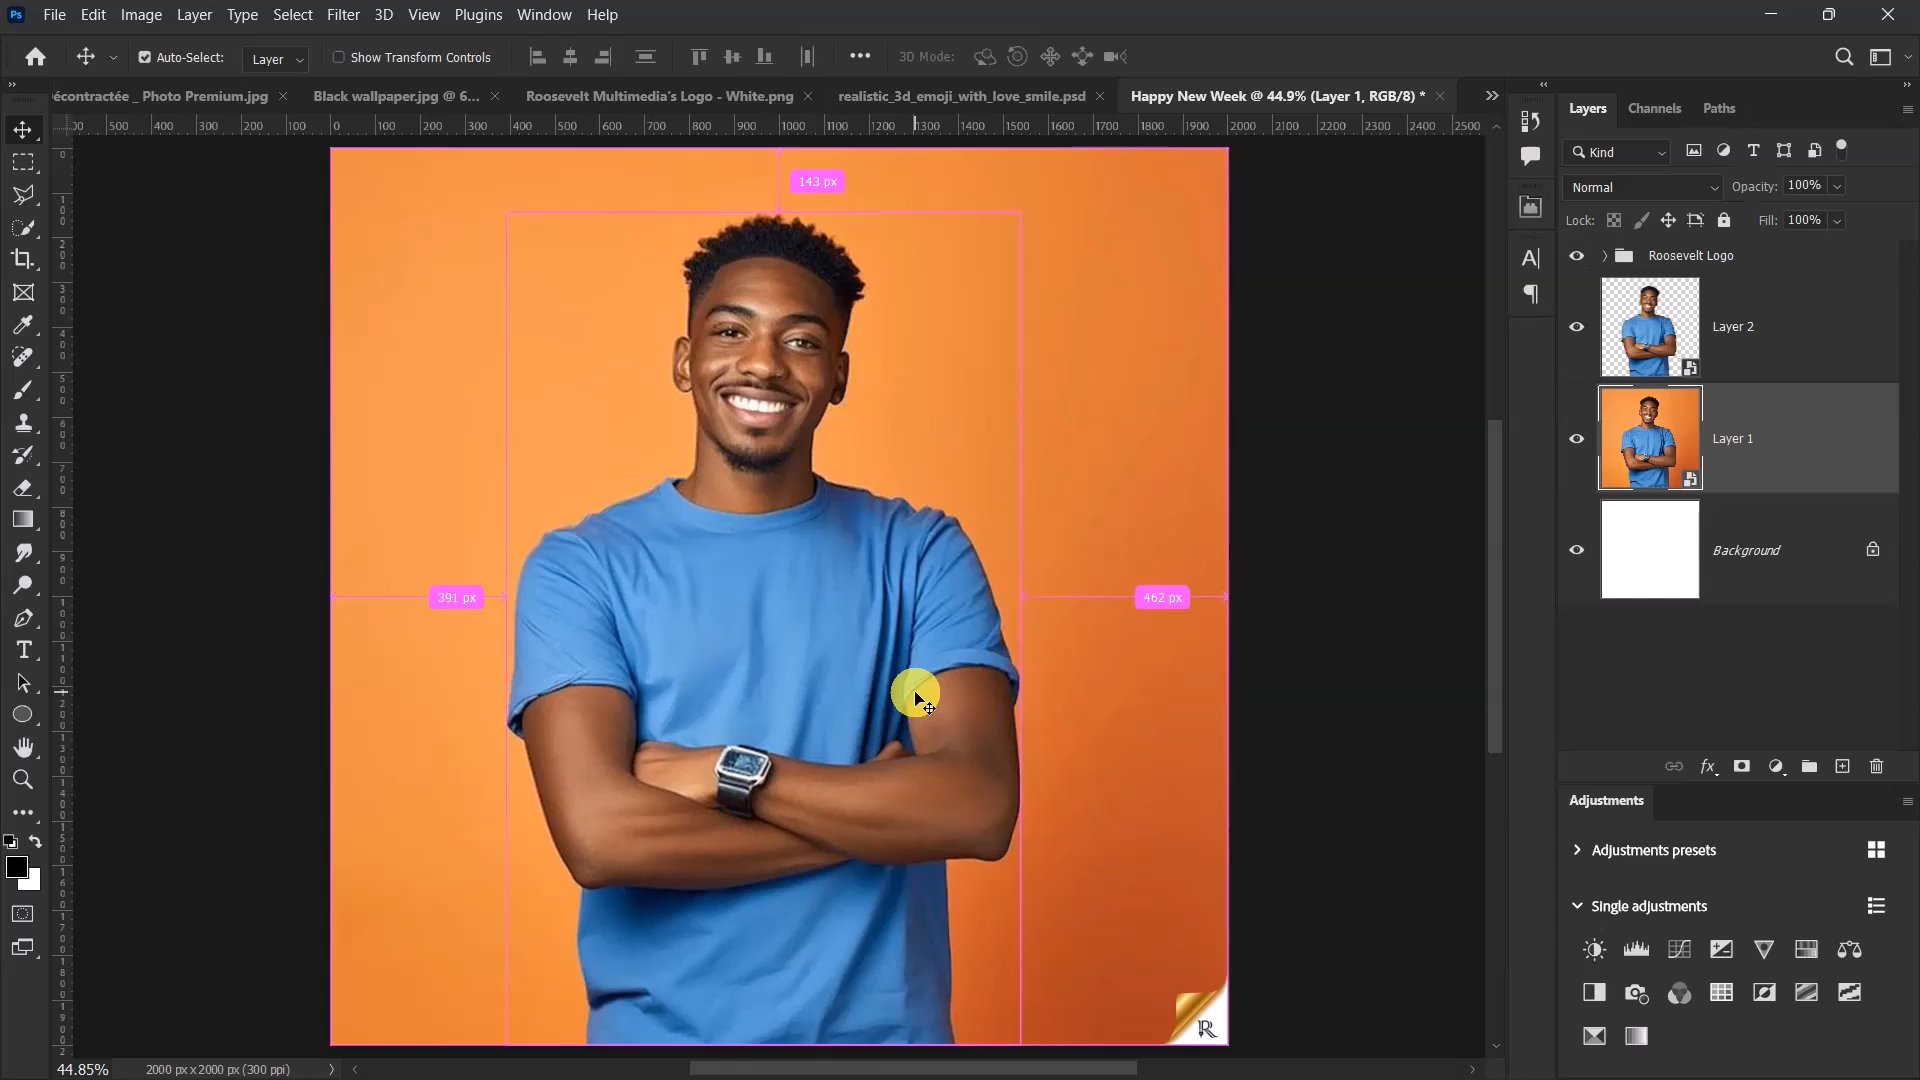 Ps File Edit Image Layer Type Select Filter 3D View Plugins Window Help
Auto-Select: Layer Show Transform Controls 3D Mode:
écontractée _ Photo Premium.jpg Black wallpaper.jpg @ 6... Roosevelt Multimedia's Logo - White.png realistic_3d_emoji_with_love_smile.psd Happy New Week @ 44.9% (Layer 1, RGB/8) *
500 400 300 200 100 0 100 200 300 400 500 600 700 800 900 1000 1100 1200 1300 1400 1500 1600 1700 1800 1900 2000 2100 2200 2300 2400 2500
143 px
391 px
462 px
R
44.85% 2000 px x 2000 px (300 ppi)
Layers Channels Paths
Kind
Normal Opacity: 100%
Lock: Fill: 100%
Roosevelt Logo
Layer 2
Layer 1
Background
fx
Adjustments
Adjustments presets
Single adjustments